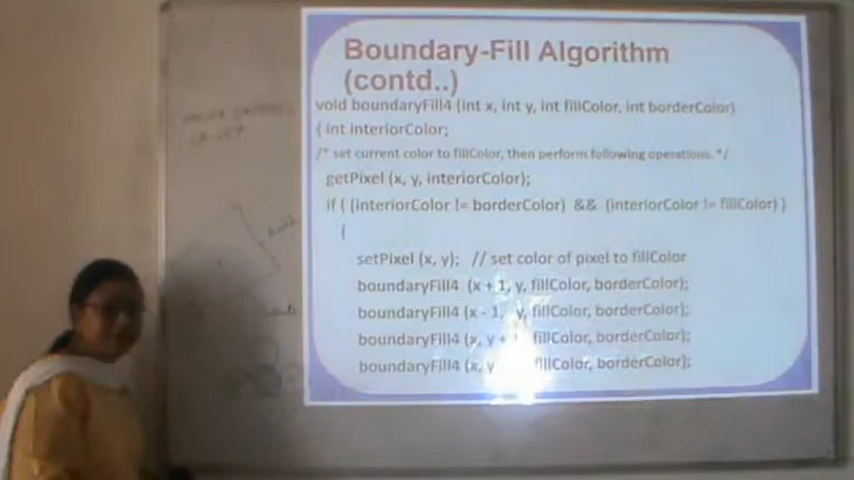 Boundary-Fill Algorithm
(contd..)
void boundaryFill4 (int x, int y, int fillColor, int borderColor)
{ int interiorColor;
/* set current color to fillColor, then perform following operations. */
getPixel (x, y, interiorColor);
if ( (interiorColor != borderColor) && (interiorColor != fillColor) )
{
setPixel (x, y); // set color of pixel to fillColor
boundaryFill4 (x + 1, y, fillColor, borderColor);
boundaryFill4 (x - 1, y, fillColor, borderColor);
boundaryFill4 (x, y + 1 fillColor, borderColor);
boundaryFill4 (x, y fillColor, borderColor);